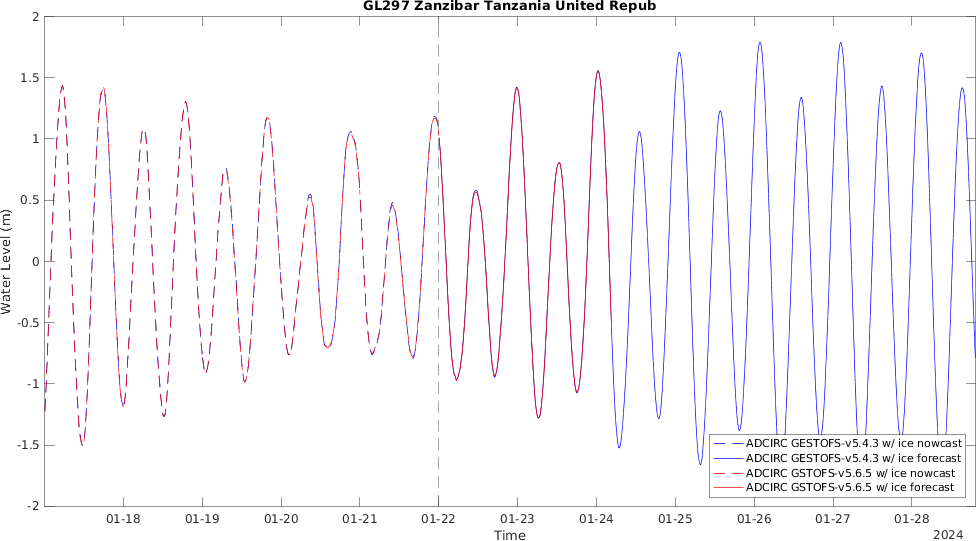 GL297 Zanzibar Tanzania United Repub
2
1.5
1
0.5
0
-0.5
-1
-1.5
-2
Water Level (m)
01-18 01-19 01-20 01-21 01-22 01-23 01-24 01-25 01-26 01-27 01-28
Time
2024
ADCIRC GESTOFS-v5.4.3 w/ ice nowcast
ADCIRC GESTOFS-v5.4.3 w/ ice forecast
ADCIRC GSTOFS-v5.6.5 w/ ice nowcast
ADCIRC GSTOFS-v5.6.5 w/ ice forecast